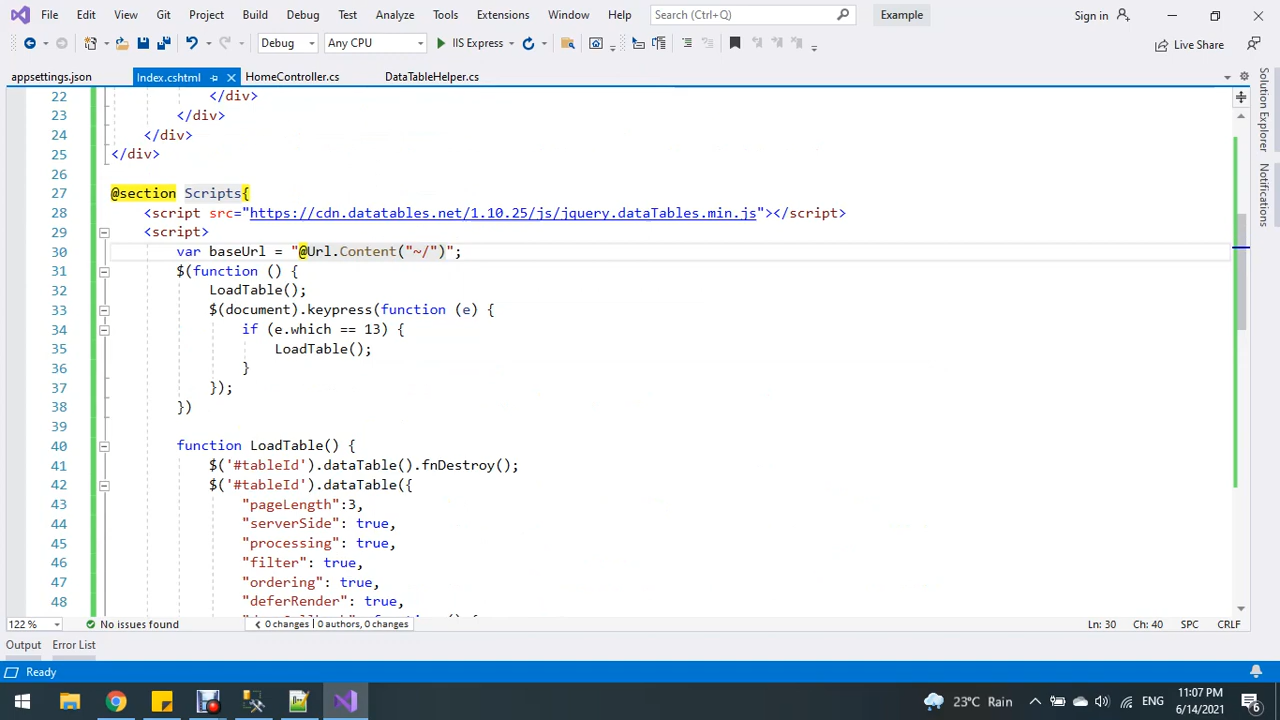 File Edit View Git Project Build Debug Test Analyze Tools Extensions Window Help Search (Ctrl+Q) Example Sign in
Debug Any CPU IIS Express Live Share
appsettings.json Index.cshtml HomeController.cs DataTableHelper.cs
22 </div>
23 </div>
24 </div>
25 </div>
26
27 @section Scripts{
28 <script src="https://cdn.datatables.net/1.10.25/js/jquery.dataTables.min.js"></script>
29 <script>
30 var baseUrl = "@Url.Content("~/")";
31 $(function () {
32 LoadTable();
33 $(document).keypress(function (e) {
34 if (e.which == 13) {
35 LoadTable();
36 }
37 });
38 })
39
40 function LoadTable() {
41 $('#tableId').dataTable().fnDestroy();
42 $('#tableId').dataTable({
43 "pageLength":3,
44 "serverSide": true,
45 "processing": true,
46 "filter": true,
47 "ordering": true,
48 "deferRender": true,
Solution Explorer
Notifications
122 % No issues found 0 changes | 0 authors, 0 changes Ln: 30 Ch: 40 SPC CRLF
Output Error List
Ready
23°C Rain ENG 11:07 PM 6/14/2021 6